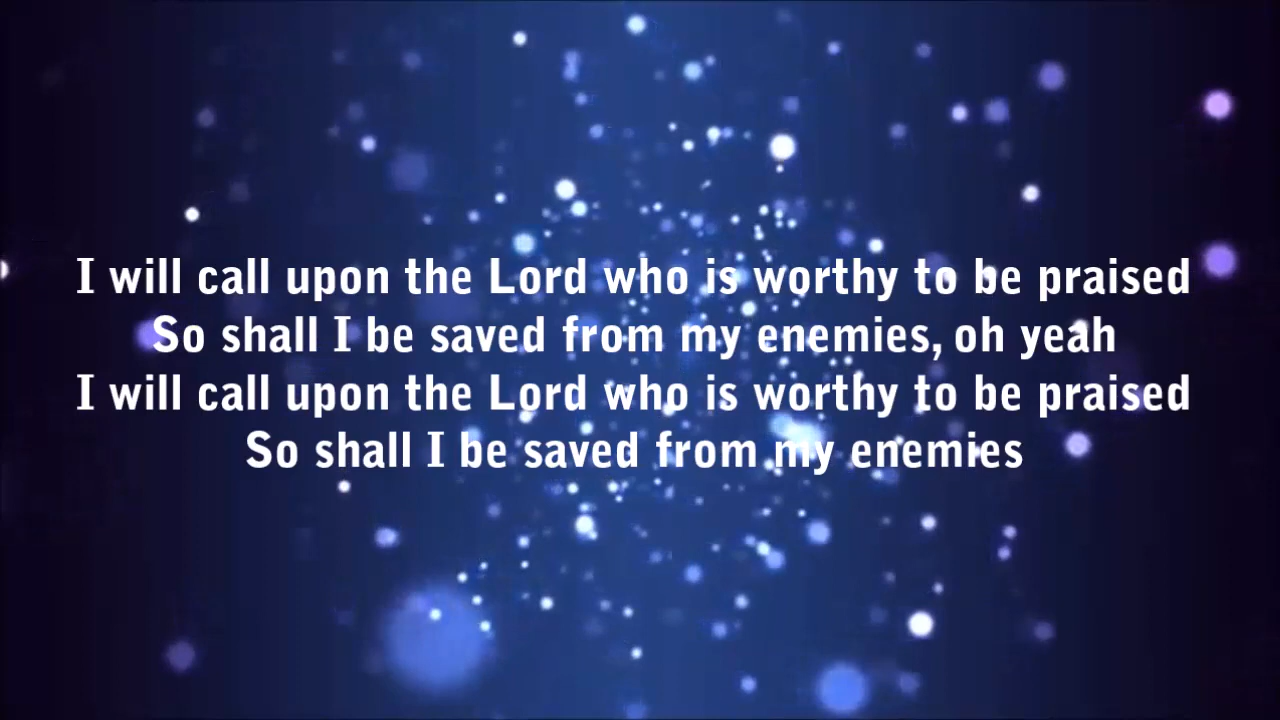 I will call upon the Lord who is worthy to be praised
So shall I be saved from my enemies, oh yeah
I will call upon the Lord who is worthy to be praised
So shall I be saved from my enemies